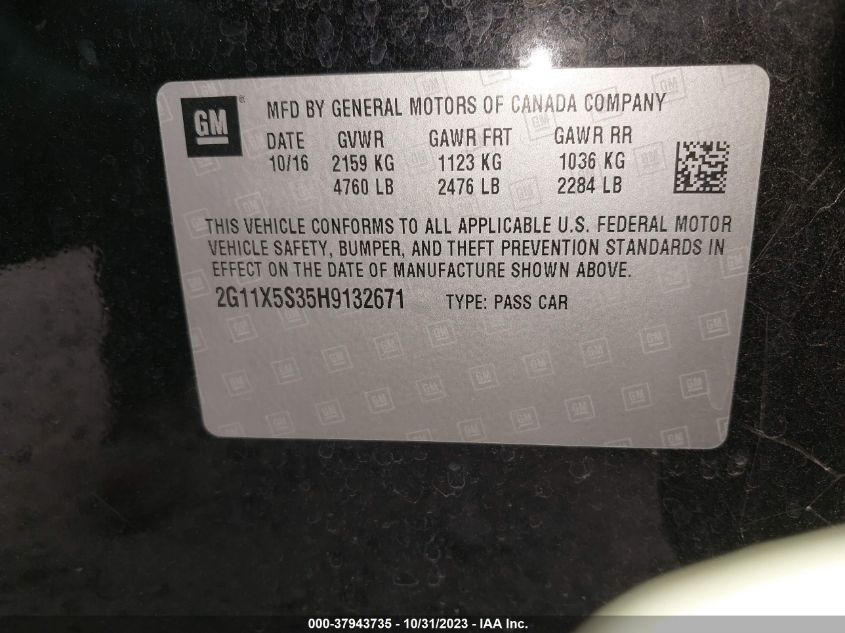 GM ® MFD BY GENERAL MOTORS OF CANADA COMPANY
DATE GVWR GAWR FRT GAWR RR
10/16 2159 KG 1123 KG 1036 KG
4760 LB 2476 LB 2284 LB
THIS VEHICLE CONFORMS TO ALL APPLICABLE U.S. FEDERAL MOTOR
VEHICLE SAFETY, BUMPER, AND THEFT PREVENTION STANDARDS IN
EFFECT ON THE DATE OF MANUFACTURE SHOWN ABOVE.
2G11X5S35H9132671 TYPE: PASS CAR
000-37943735 - 10/31/2023 - IAA Inc.